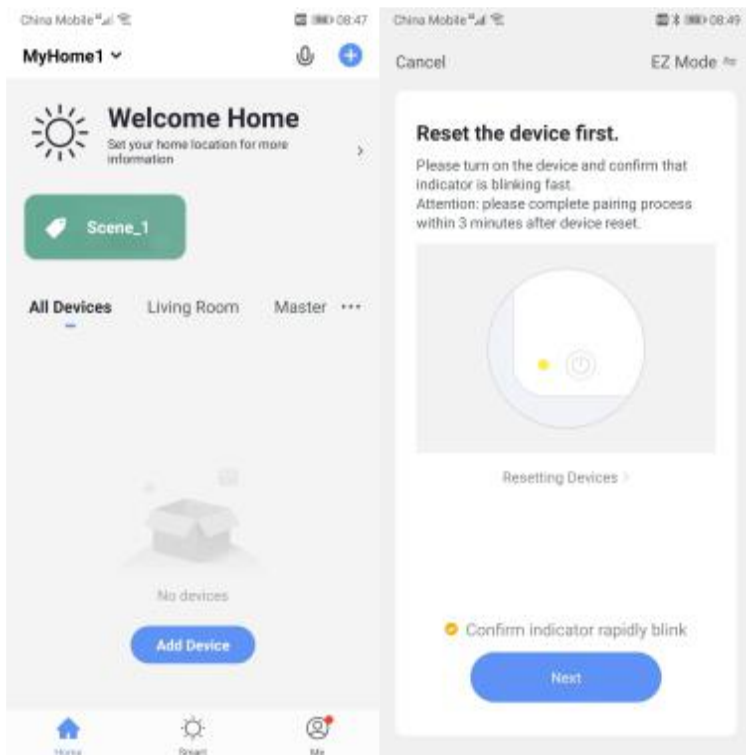 China Mobile
08:47
MyHome1
Welcome Home
Set your home location for more
information
Scene_1
All Devices
Living Room
Master
No devices
Add Device
Home
Smart
Me
China Mobile
08:49
Cancel
EZ Mode
Reset the device first.
Please turn on the device and confirm that
indicator is blinking fast.
Attention: please complete pairing process
within 3 minutes after device reset.
Resetting Devices
Confirm indicator rapidly blink
Next